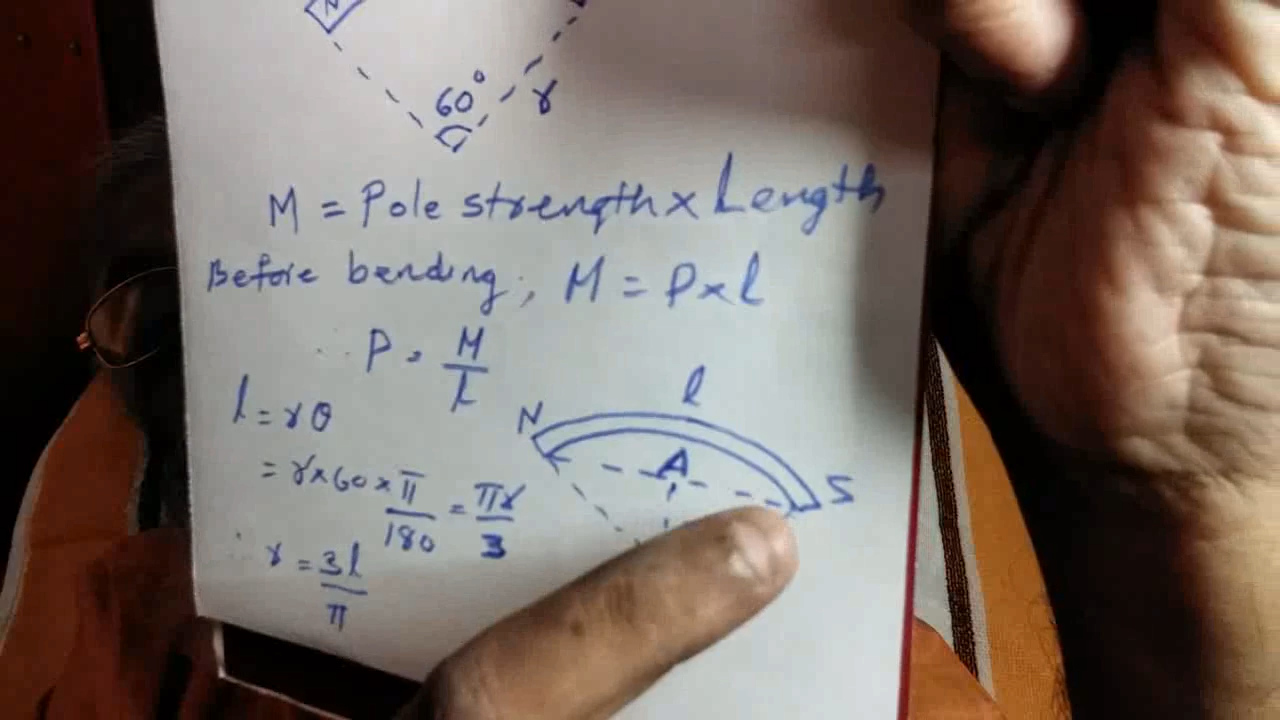 N
60°
r
M = Pole strength x Length
Before bending; M = P x l
∴ P = M/l
l = rθ
= r x 60 x π/180 = πr/3
∴ r = 3l/π
l
N
A
S